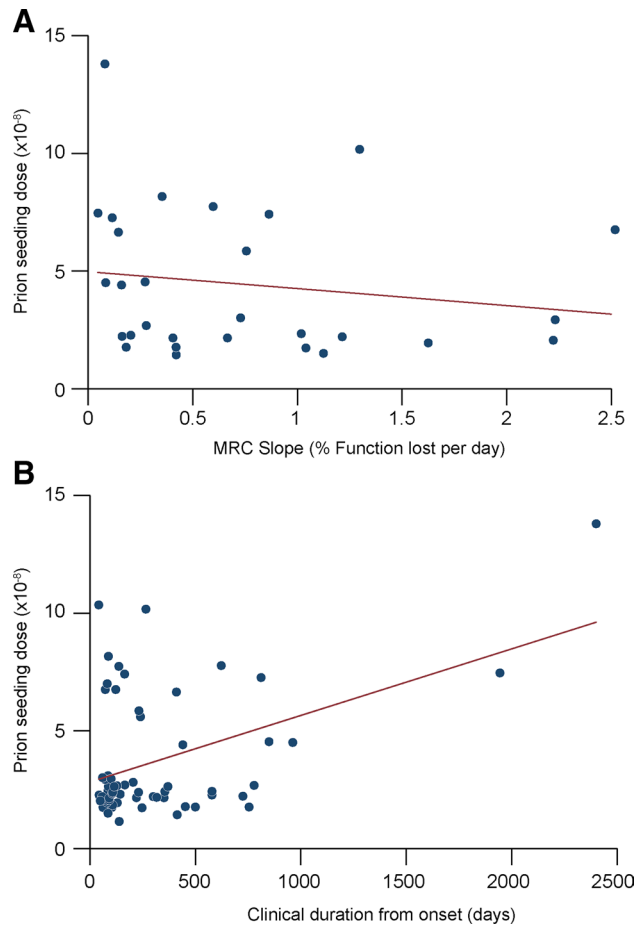 A
15
10
5
0
Prion seeding dose (x10⁻⁸)
0 0.5 1 1.5 2 2.5
MRC Slope (% Function lost per day)
B
15
10
5
0
Prion seeding dose (x10⁻⁸)
0 500 1000 1500 2000 2500
Clinical duration from onset (days)